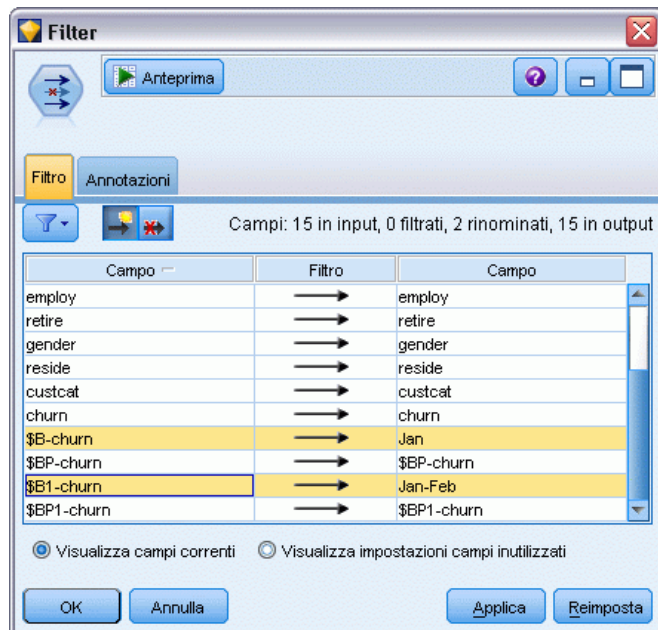 Filter
Anteprima
Filtro Annotazioni
Campi: 15 in input, 0 filtrati, 2 rinominati, 15 in output
Campo Filtro Campo
employ employ
retire retire
gender gender
reside reside
custcat custcat
churn churn
$B-churn Jan
$BP-churn $BP-churn
$B1-churn Jan-Feb
$BP1-churn $BP1-churn
Visualizza campi correnti Visualizza impostazioni campi inutilizzati
OK Annulla Applica Reimposta